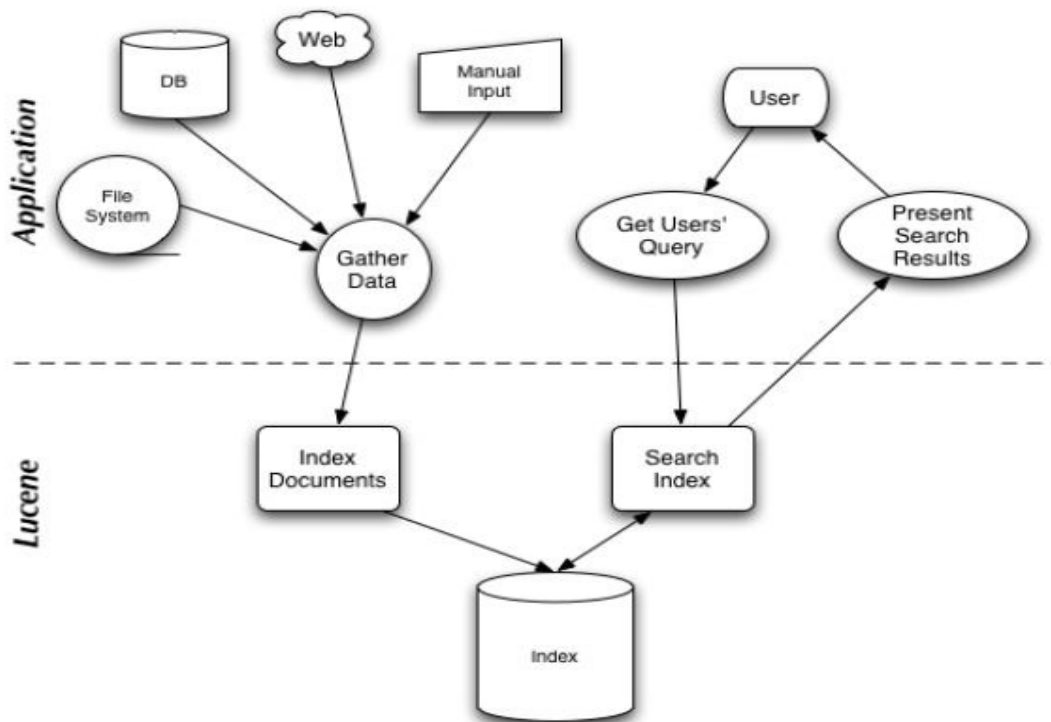 Application
Web
DB
Manual
Input
User
File
System
Gather
Data
Get Users'
Query
Present
Search
Results
Lucene
Index
Documents
Search
Index
Index